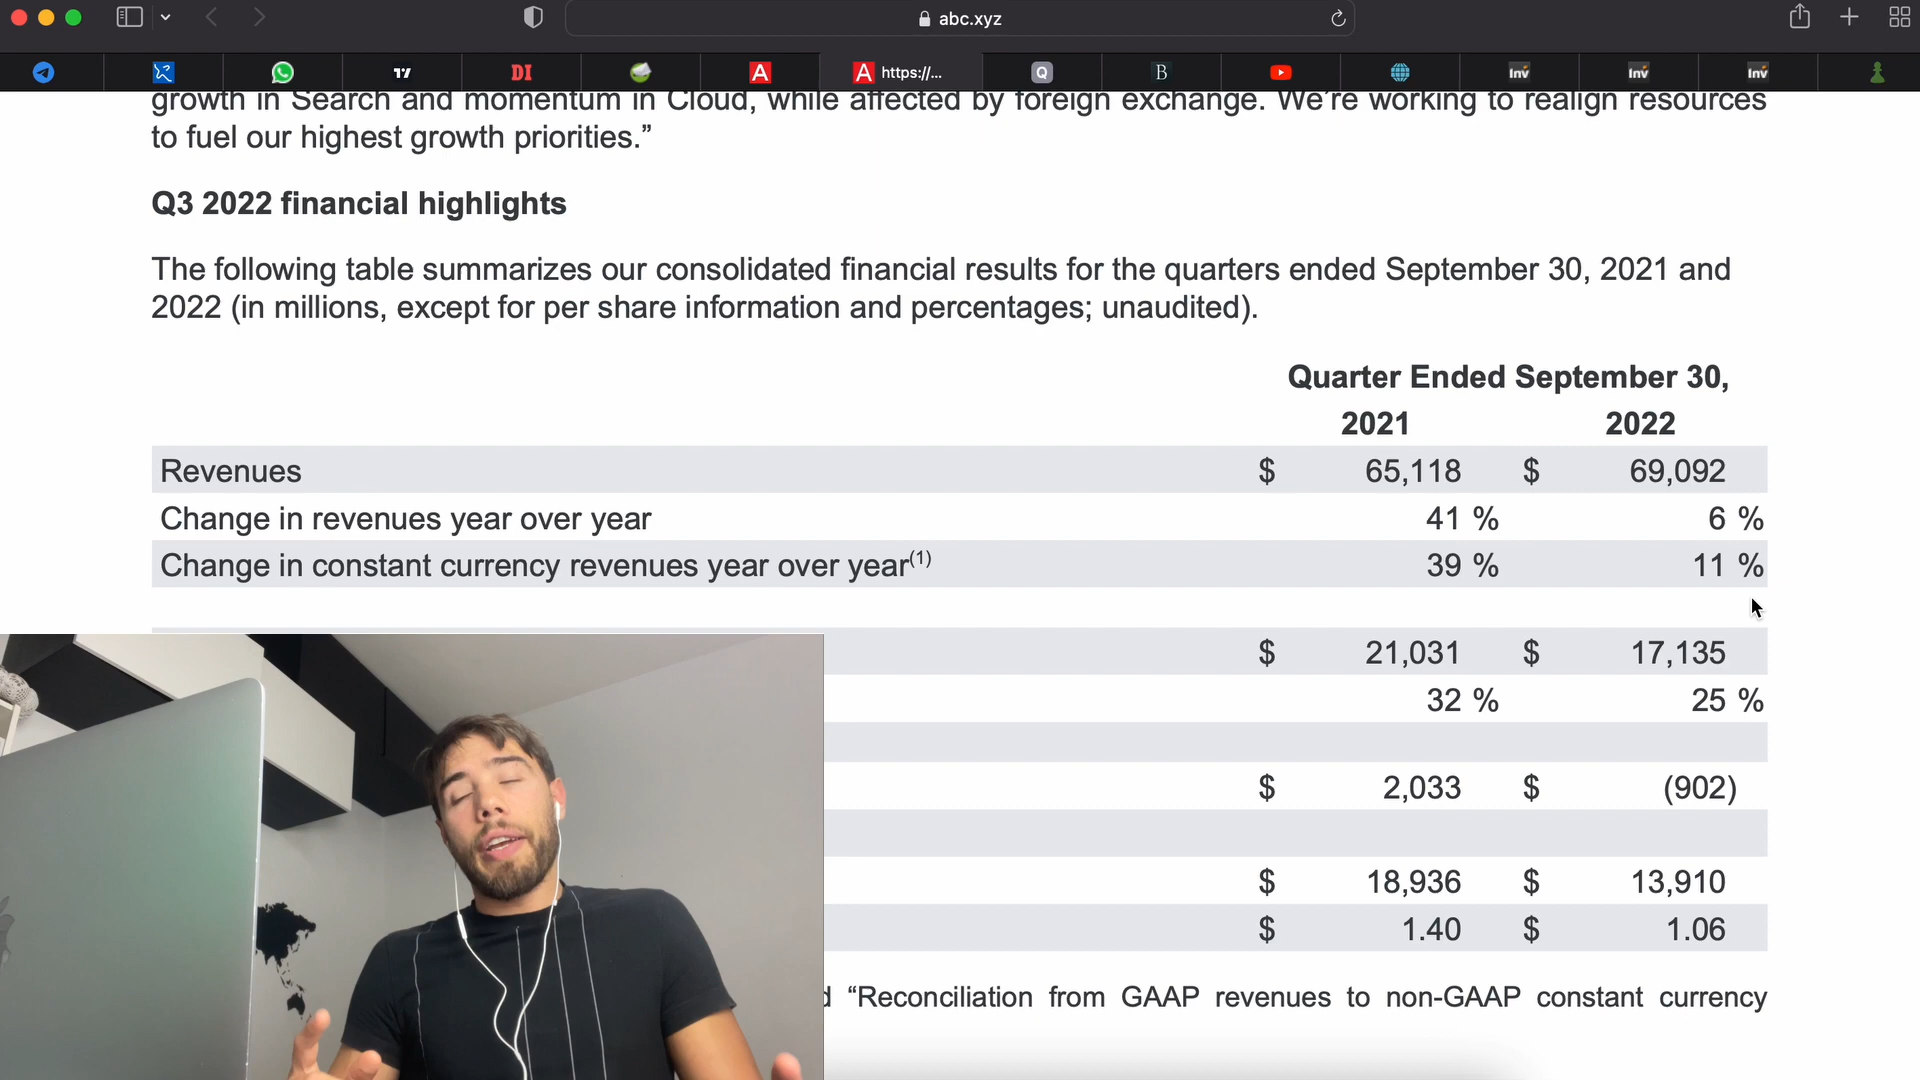 abc.xyz
DI
A
A https://...
Q
B
Inv
Inv
Inv
growth in Search and momentum in Cloud, while affected by foreign exchange. We're working to realign resources
to fuel our highest growth priorities.”
Q3 2022 financial highlights
The following table summarizes our consolidated financial results for the quarters ended September 30, 2021 and
2022 (in millions, except for per share information and percentages; unaudited).
Quarter Ended September 30,
2021 2022
Revenues $ 65,118 $ 69,092
Change in revenues year over year 41 % 6 %
Change in constant currency revenues year over year(1) 39 % 11 %
$ 21,031 $ 17,135
32 % 25 %
$ 2,033 $ (902)
$ 18,936 $ 13,910
$ 1.40 $ 1.06
“Reconciliation from GAAP revenues to non-GAAP constant currency